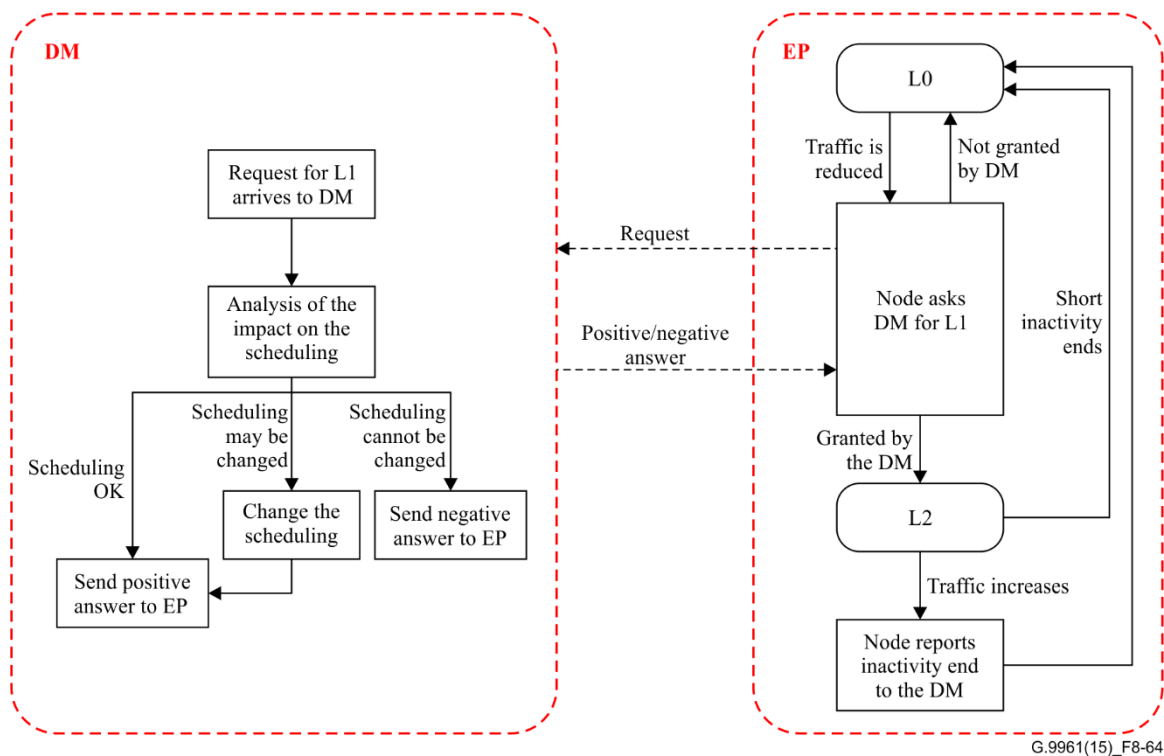 DM
Request for L1
arrives to DM
Analysis of the
impact on the
scheduling
Scheduling
OK
Scheduling
may be
changed
Scheduling
cannot be
changed
Change the
scheduling
Send negative
answer to EP
Send positive
answer to EP
Request
Positive/negative
answer
EP
L0
Traffic is
reduced
Not granted
by DM
Node asks
DM for L1
Short
inactivity
ends
Granted by
the DM
L2
Traffic increases
Node reports
inactivity end
to the DM
G.9961(15)_F8-64